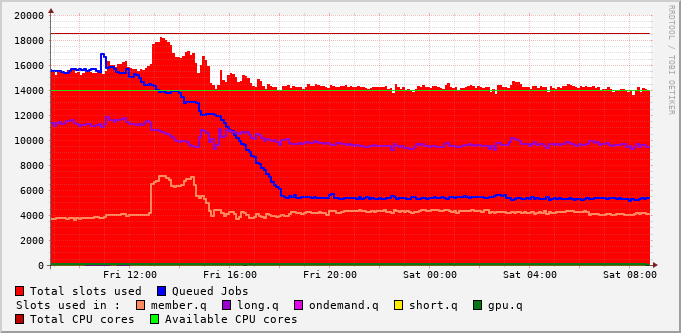 RRDTOOL / TOBI OETIKER
20000
18000
16000
14000
12000
10000
8000
6000
4000
2000
0
Fri 12:00 Fri 16:00 Fri 20:00 Sat 00:00 Sat 04:00 Sat 08:00
Total slots used Queued Jobs
Slots used in : member.q long.q ondemand.q short.q gpu.q
Total CPU cores Available CPU cores